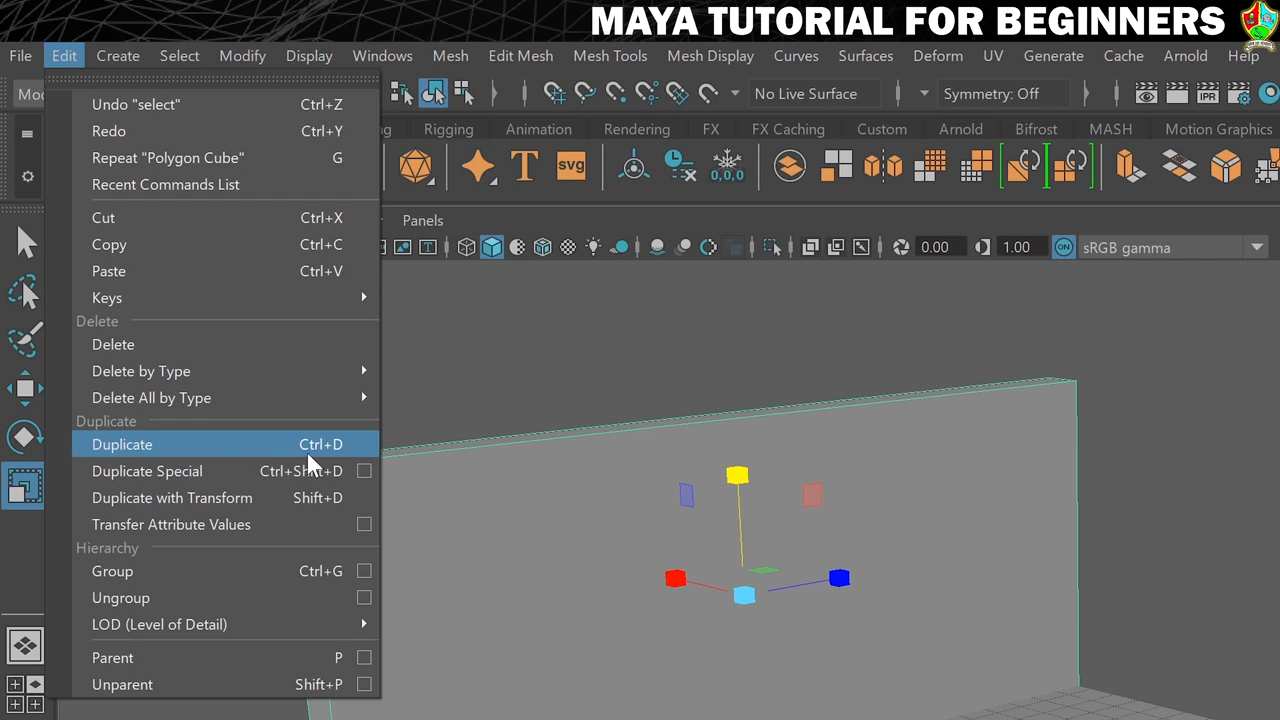 MAYA TUTORIAL FOR BEGINNERS
File Edit Create Select Modify Display Windows Mesh Edit Mesh Mesh Tools Mesh Display Curves Surfaces Deform UV Generate Cache Arnold Help
No Live Surface Symmetry: Off
IPR
Rigging Animation Rendering FX FX Caching Custom Arnold Bifrost MASH Motion Graphics
T svg 0,0,0
Panels
0.00 1.00 ON sRGB gamma
Undo "select" Ctrl+Z
Redo Ctrl+Y
Repeat "Polygon Cube" G
Recent Commands List
Cut Ctrl+X
Copy Ctrl+C
Paste Ctrl+V
Keys
Delete
Delete
Delete by Type
Delete All by Type
Duplicate
Duplicate Ctrl+D
Duplicate Special Ctrl+Shift+D
Duplicate with Transform Shift+D
Transfer Attribute Values
Hierarchy
Group Ctrl+G
Ungroup
LOD (Level of Detail)
Parent P
Unparent Shift+P